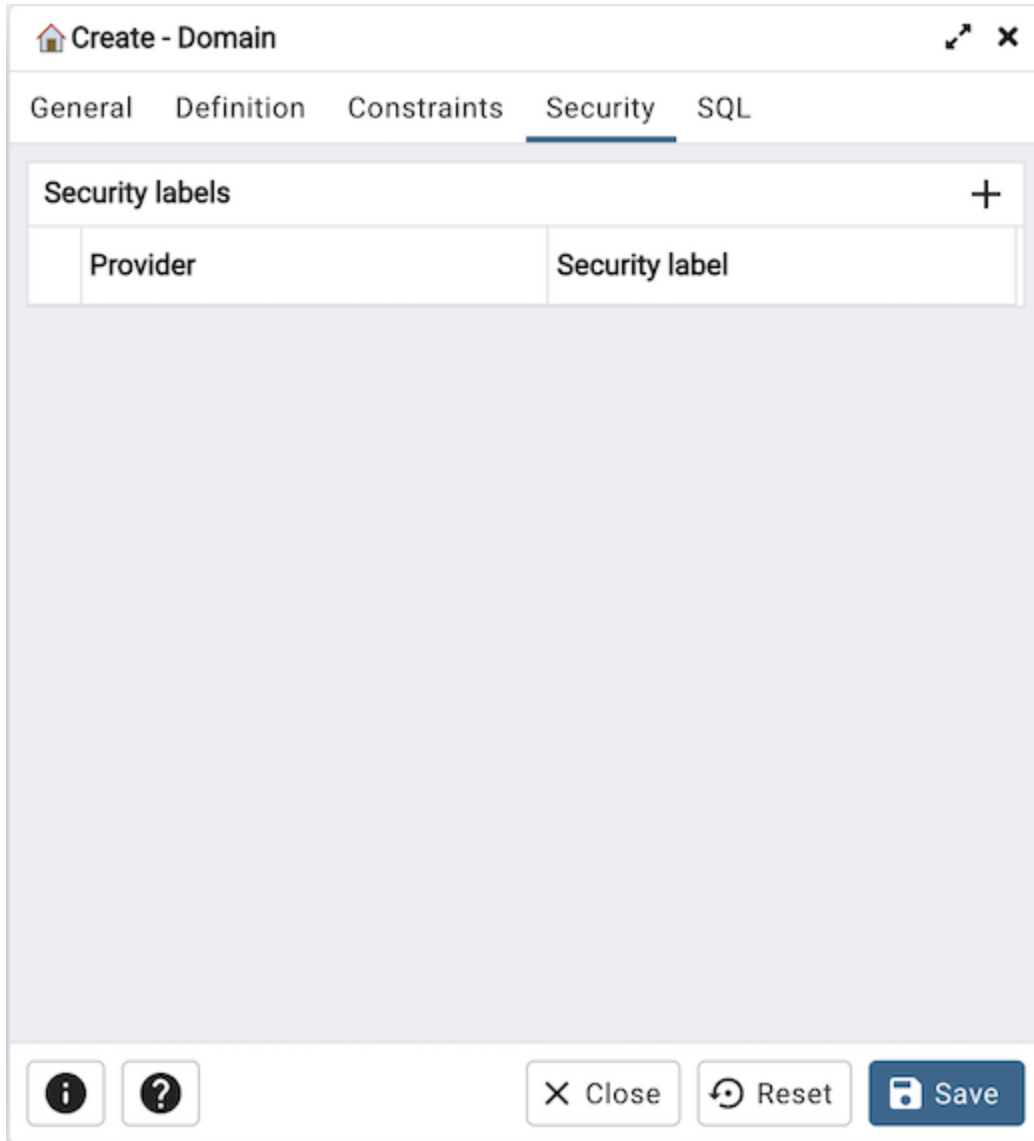 Create - Domain
General Definition Constraints Security SQL
Security labels
Provider Security label
Close Reset Save